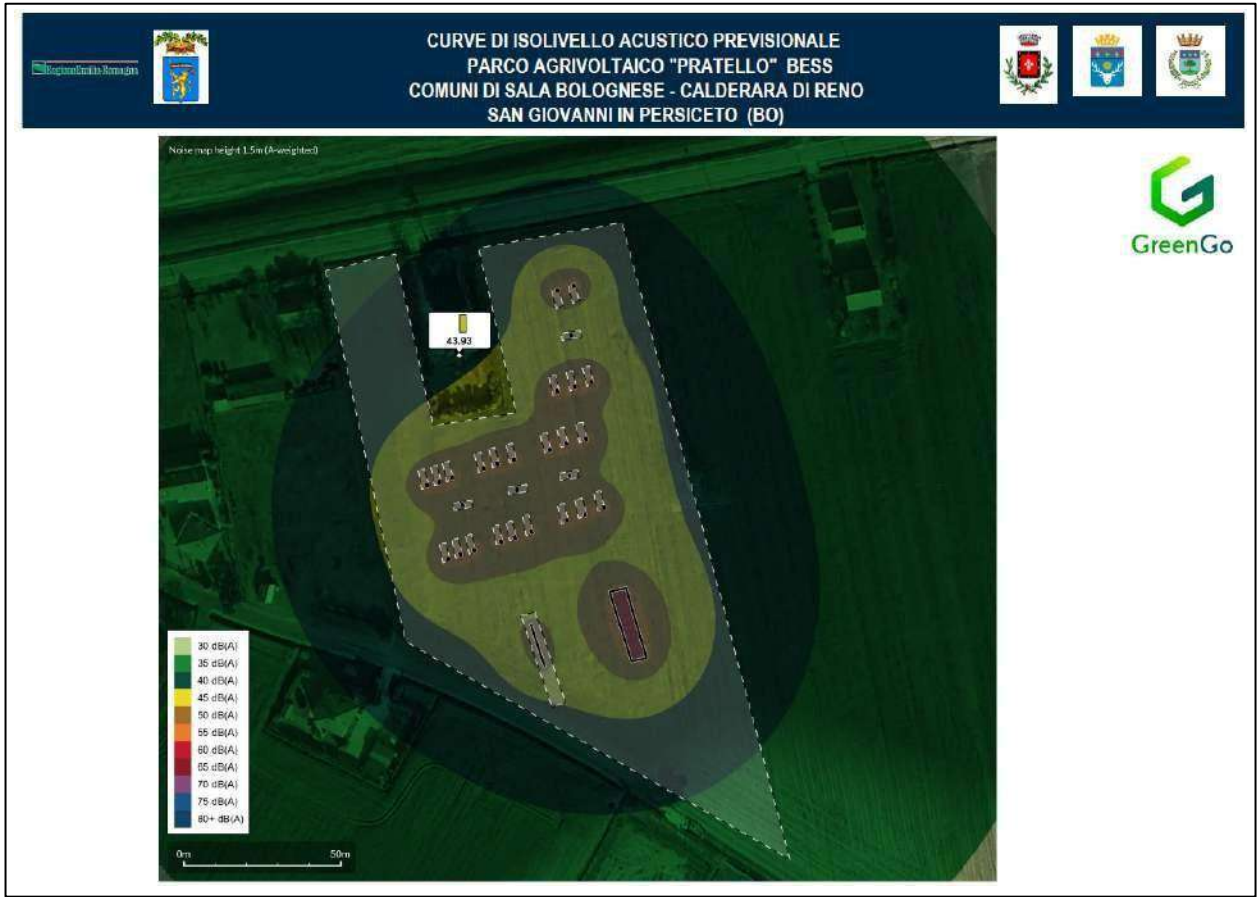 CURVE DI ISOLIVELLO ACUSTICO PREVISIONALE
PARCO AGRIVOLTAICO "PRATELLO" BESS
COMUNI DI SALA BOLOGNESE - CALDERARA DI RENO
SAN GIOVANNI IN PERSICETO (BO)
RegioneEmilia-Romagna
Noise map height 1.5m (A-weighted)
GreenGo
43.93
30 dB(A)
35 dB(A)
40 dB(A)
45 dB(A)
50 dB(A)
55 dB(A)
60 dB(A)
65 dB(A)
70 dB(A)
75 dB(A)
80+ dB(A)
0m 50m